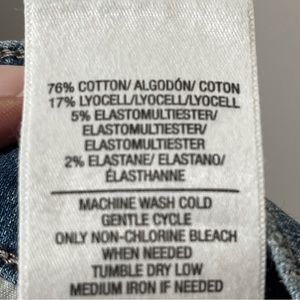 76% COTTON/ ALGODÓN/ COTON
17% LYOCELL/LYOCELL/LYOCELL
5% ELASTOMULTIESTER/
ELASTOMULTIESTER/
ELASTOMULTIESTER
2% ELASTANE/ ELASTANO/
ÉLASTHANNE
MACHINE WASH COLD
GENTLE CYCLE
ONLY NON-CHLORINE BLEACH
WHEN NEEDED
TUMBLE DRY LOW
MEDIUM IRON IF NEEDED